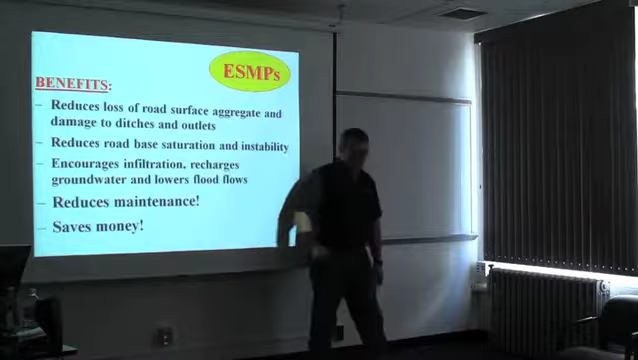 ESMPs
BENEFITS:
– Reduces loss of road surface aggregate and
damage to ditches and outlets
– Reduces road base saturation and instability
– Encourages infiltration, recharges
groundwater and lowers flood flows
– Reduces maintenance!
– Saves money!